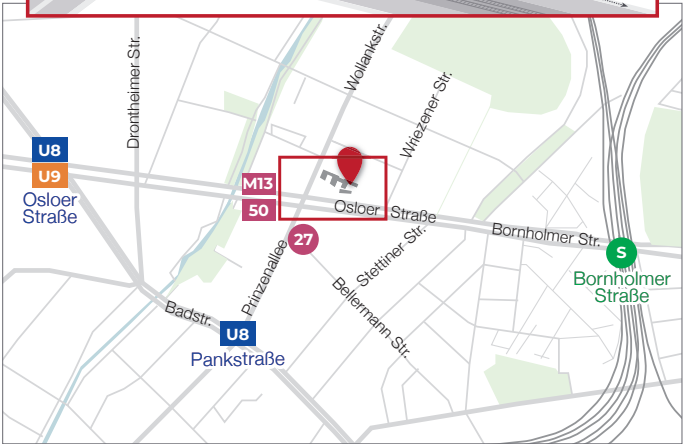 Drontheimer Str.
Wollankstr.
Wriezener Str.
U8
U9
Osloer
Straße
M13
50
Osloer Straße
27
Bornholmer Str.
S
Bornholmer
Straße
Stettiner Str.
Prinzenallee
Bellermann Str.
Badstr.
U8
Pankstraße